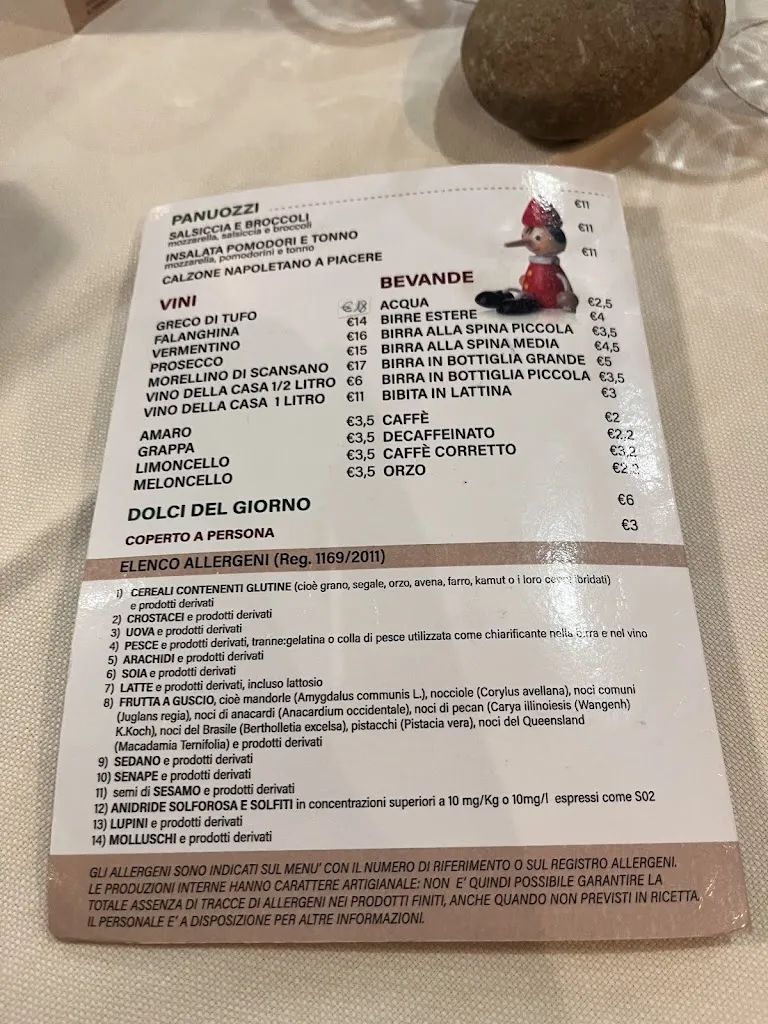 PANUOZZI
SALSICCIA E BROCCOLI €11
mozzarella, salsiccia e broccoli
INSALATA POMODORI E TONNO €11
mozzarella, pomodorini e tonno
CALZONE NAPOLETANO A PIACERE €11
VINI
GRECO DI TUFO €18
FALANGHINA €14
VERMENTINO €16
PROSECCO €15
MORELLINO DI SCANSANO €17
VINO DELLA CASA 1/2 LITRO €6
VINO DELLA CASA 1 LITRO €11
AMARO €3,5
GRAPPA €3,5
LIMONCELLO €3,5
MELONCELLO €3,5
BEVANDE
ACQUA €2,5
BIRRE ESTERE €4
BIRRA ALLA SPINA PICCOLA €3,5
BIRRA ALLA SPINA MEDIA €4,5
BIRRA IN BOTTIGLIA GRANDE €5
BIRRA IN BOTTIGLIA PICCOLA €3,5
BIBITA IN LATTINA €3
CAFFÈ €2
DECAFFEINATO €2,2
CAFFÈ CORRETTO €3,2
ORZO
DOLCI DEL GIORNO €6
COPERTO A PERSONA €3
ELENCO ALLERGENI (Reg. 1169/2011)
1) CEREALI CONTENENTI GLUTINE (cioè grano, segale, orzo, avena, farro, kamut o i loro ibridati)
e prodotti derivati
2) CROSTACEI e prodotti derivati
3) UOVA e prodotti derivati
4) PESCE e prodotti derivati, tranne:gelatina o colla di pesce utilizzata come chiarificante nella birra e nel vino
5) ARACHIDI e prodotti derivati
6) SOIA e prodotti derivati
7) LATTE e prodotti derivati, incluso lattosio
8) FRUTTA A GUSCIO, cioè mandorle (Amygdalus communis L.), nocciole (Corylus avellana), noci comuni
(Juglans regia), noci di anacardi (Anacardium occidentale), noci di pecan (Carya illinoiesis (Wangenh)
K.Koch), noci del Brasile (Bertholletia excelsa), pistacchi (Pistacia vera), noci del Queensland
(Macadamia Ternifolia) e prodotti derivati
9) SEDANO e prodotti derivati
10) SENAPE e prodotti derivati
11) semi di SESAMO e prodotti derivati
12) ANIDRIDE SOLFOROSA E SOLFITI in concentrazioni superiori a 10 mg/Kg o 10mg/l espressi come S02
13) LUPINI e prodotti derivati
14) MOLLUSCHI e prodotti derivati
GLI ALLERGENI SONO INDICATI SUL MENU' CON IL NUMERO DI RIFERIMENTO O SUL REGISTRO ALLERGENI.
LE PRODUZIONI INTERNE HANNO CARATTERE ARTIGIANALE: NON E' QUINDI POSSIBILE GARANTIRE LA
TOTALE ASSENZA DI TRACCE DI ALLERGENI NEI PRODOTTI FINITI, ANCHE QUANDO NON PREVISTI IN RICETTA,
IL PERSONALE E' A DISPOSIZIONE PER ALTRE INFORMAZIONI.